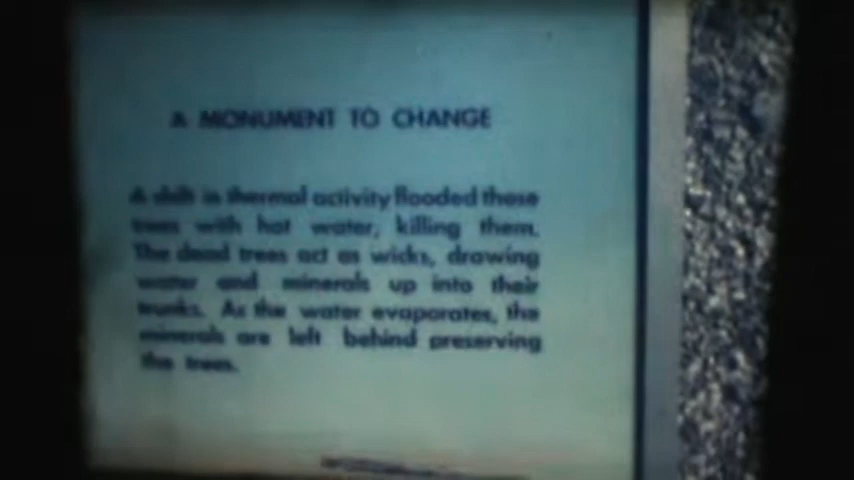 A MONUMENT TO CHANGE
A shift in thermal activity flooded these
trees with hot water, killing them.
The dead trees act as wicks, drawing
water and minerals up into their
trunks. As the water evaporates, the
minerals are left behind preserving
the trees.